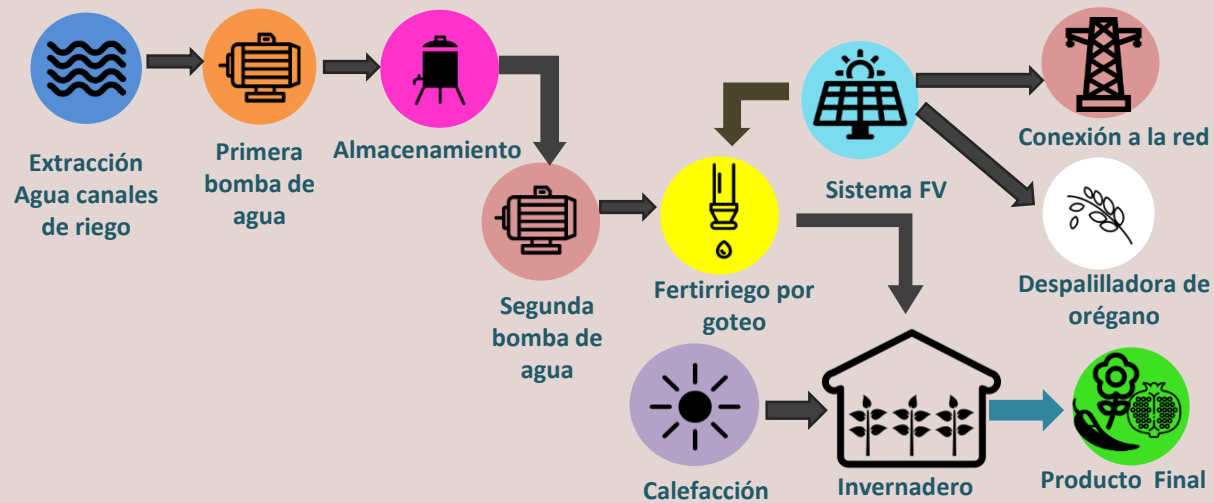 Extracción
Agua canales
de riego
Primera
bomba de
agua
Almacenamiento
Segunda
bomba de
agua
Fertirriego por
goteo
Sistema FV
Conexión a la red
Despalilladora de
orégano
Calefacción
Invernadero
Producto Final